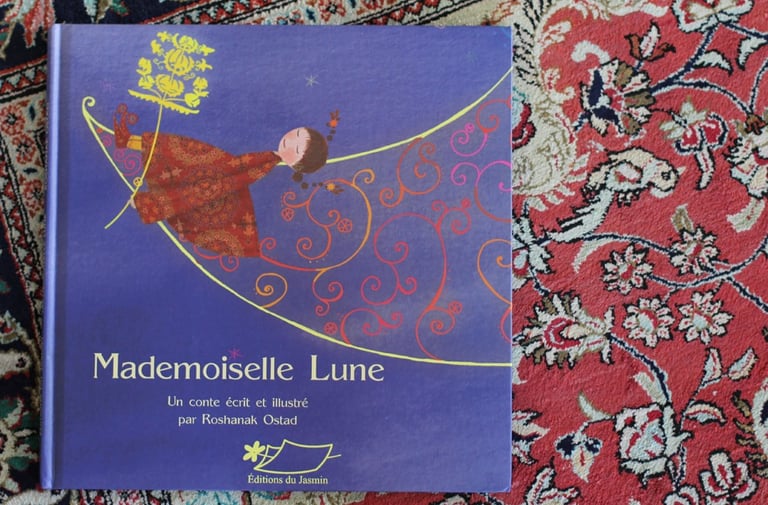 Mademoiselle Lune
Un conte écrit et illustré
par Roshanak Ostad
Éditions du Jasmin